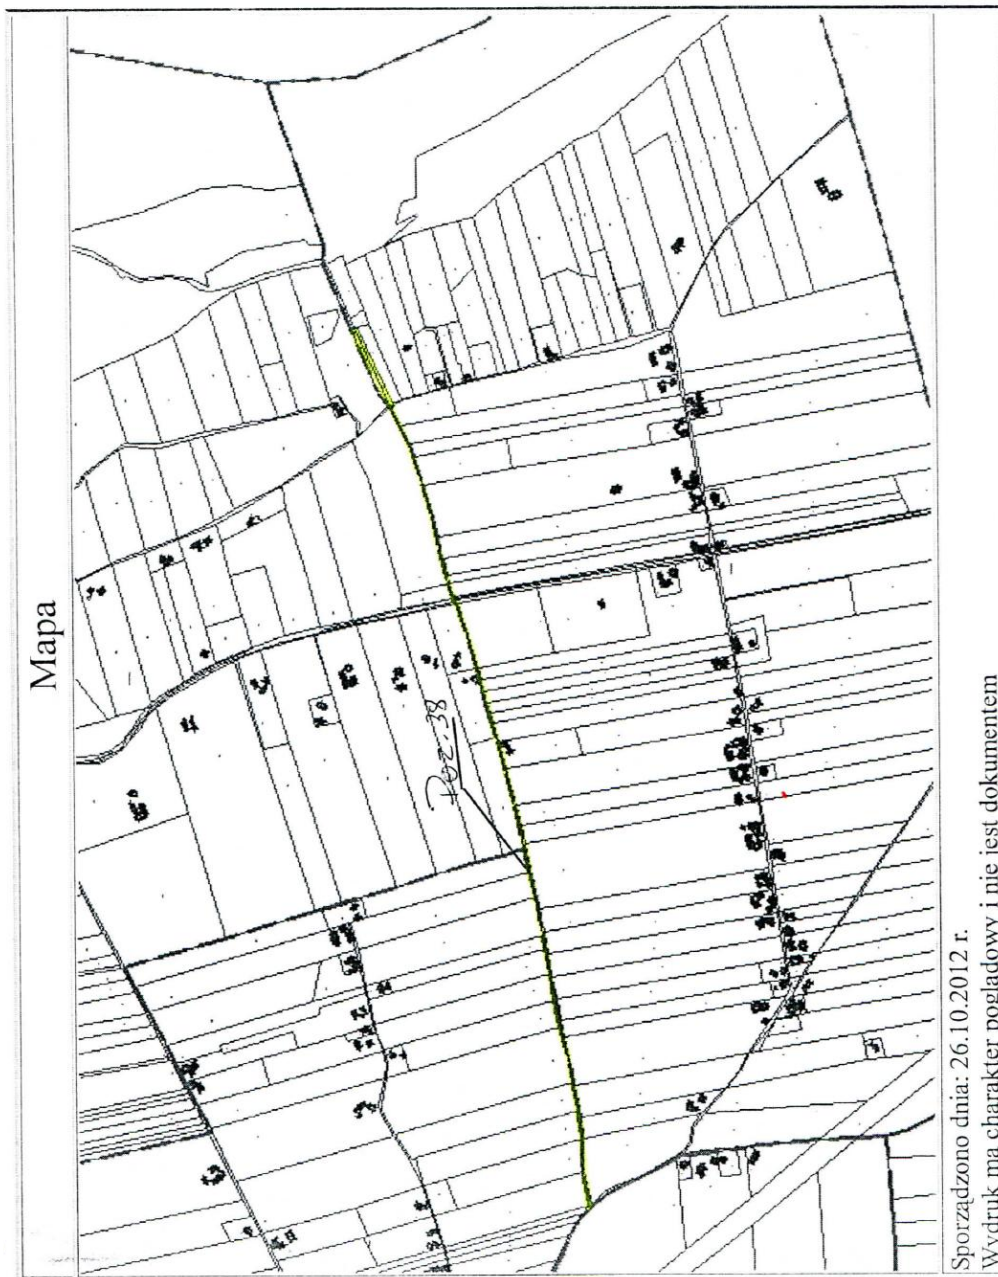 Mapa
Poz. 38
Sporządzono dnia: 26.10.2012 r.
Wydruk ma charakter poglądowy i nie jest dokumentem